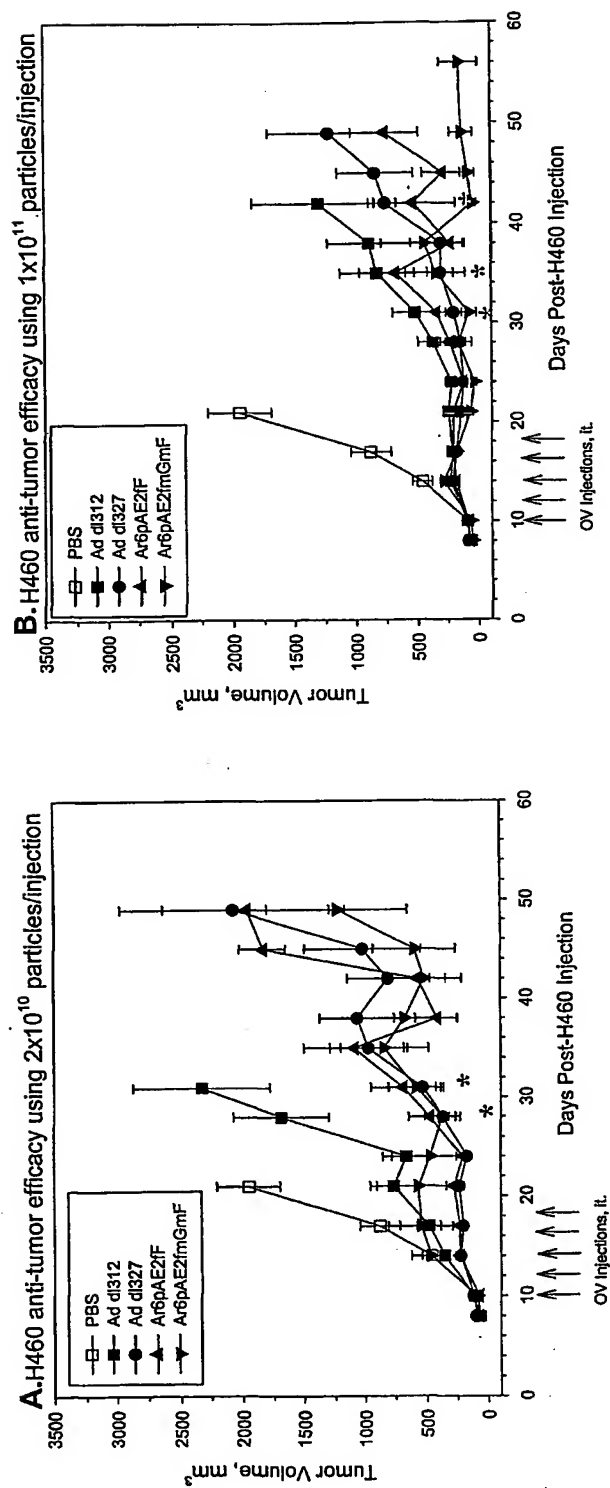 A. H460 anti-tumor efficacy using 2x10¹⁰ particles/injection
PBS
Ad dl312
Ad dl327
Ar6pAE2fF
Ar6pAE2fmGmF
Tumor Volume, mm³
3500
3000
2500
2000
1500
1000
500
0
0 10 20 30 40 50 60
* *
Days Post-H460 Injection
OV Injections, it.
B. H460 anti-tumor efficacy using 1x10¹¹ particles/injection
PBS
Ad dl312
Ad dl327
Ar6pAE2fF
Ar6pAE2fmGmF
Tumor Volume, mm³
3500
3000
2500
2000
1500
1000
500
0
0 10 20 30 40 50 60
* *
Days Post-H460 Injection
OV Injections, it.